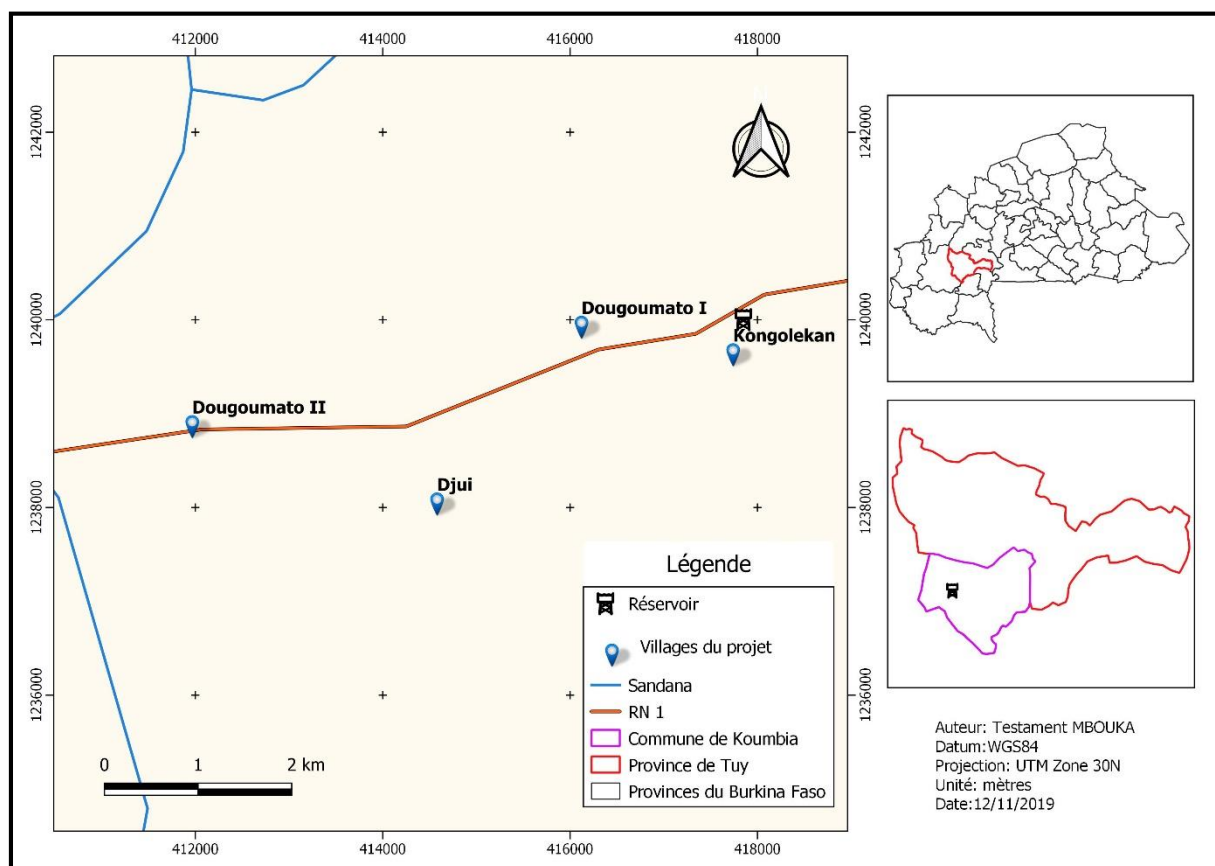 412000
414000
416000
418000
1242000
1242000
Dougoumato I
1240000
1240000
Kongolekan
Dougoumato II
Djui
1238000
1238000
Légende
Réservoir
Villages du projet
Sandana
1236000
1236000
RN 1
Commune de Koumbia
Province de Tuy
Provinces du Burkina Faso
0 1 2 km
412000
414000
416000
418000
Auteur: Testament MBOUKA
Datum:WGS84
Projection: UTM Zone 30N
Unité: mètres
Date:12/11/2019